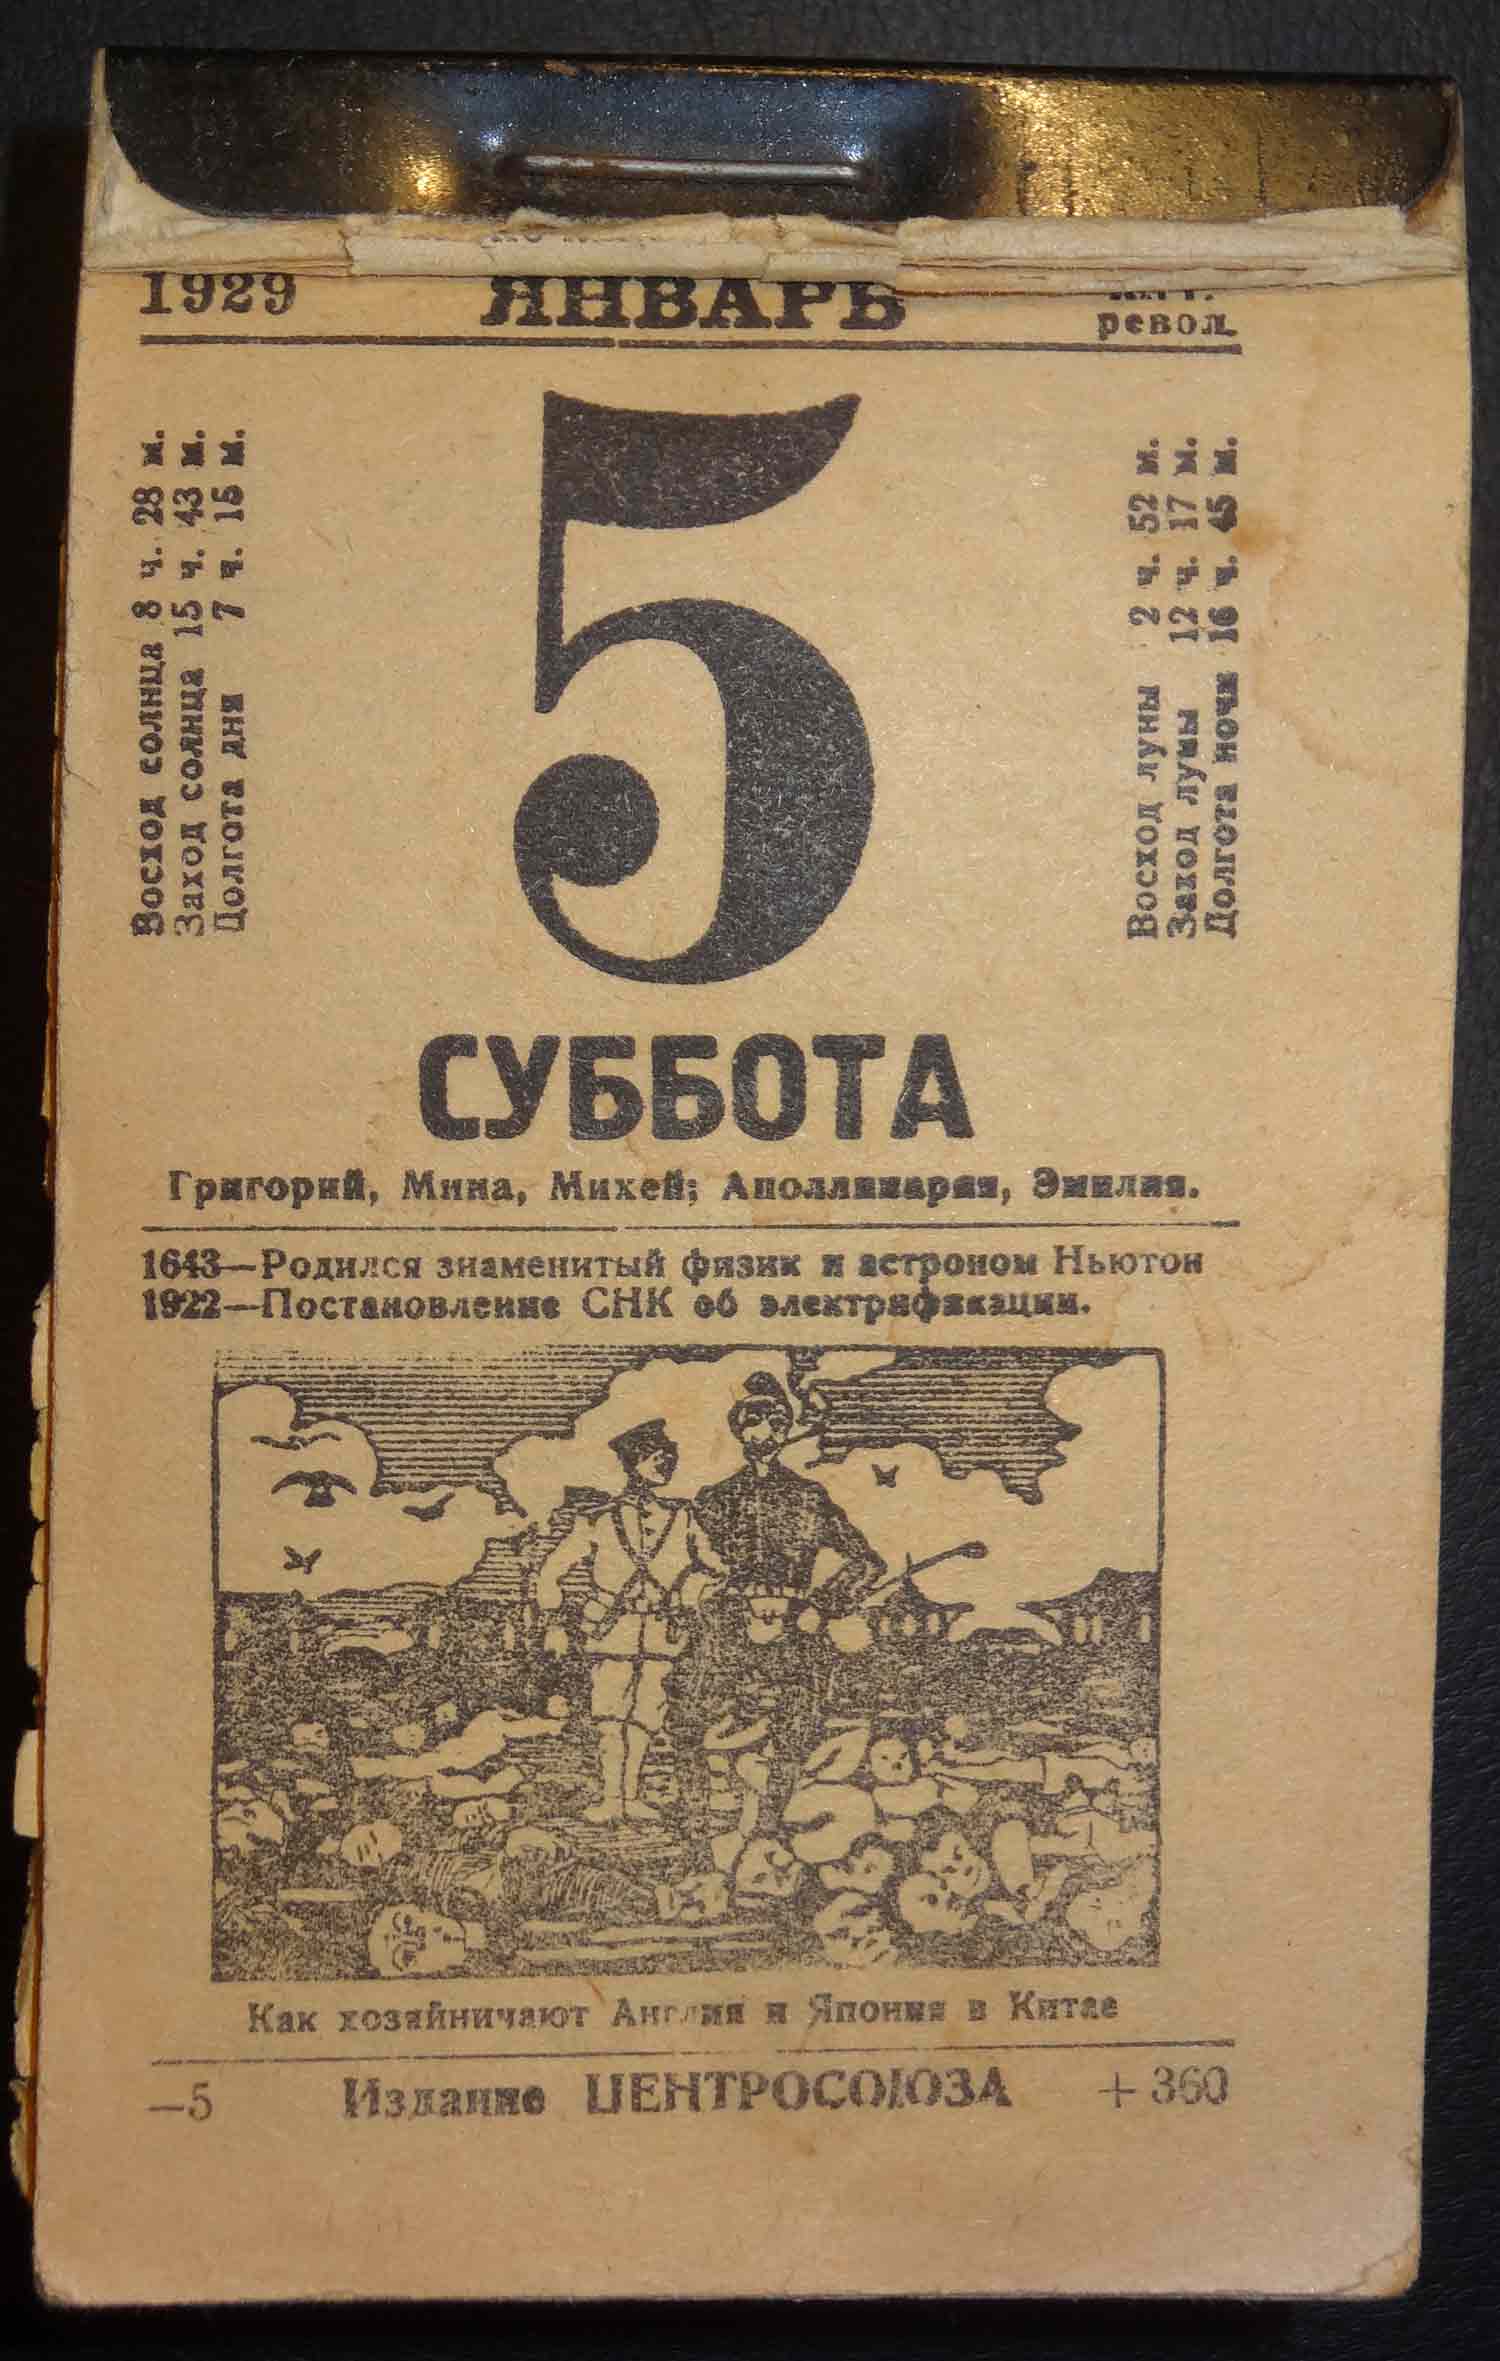 1929 ЯНВАРЬ
револ.
Восход солнца 8 ч. 28 м.
Заход солнца 15 ч. 43 м.
Долгота дня 7 ч. 15 м.
5
Восход луны 2 ч. 52 м.
Заход луны 12 ч. 17 м.
Долгота ночи 16 ч. 45 м.
СУББОТА
Григорий, Мина, Михей; Аполлинария, Эмилия.
1643—Родился знаменитый физик и астроном Ньютон
1922—Постановление СНК об электрификации.
Как хозяйничают Англия и Япония в Китае
—5 Издание ЦЕНТРОСОЮЗА +360